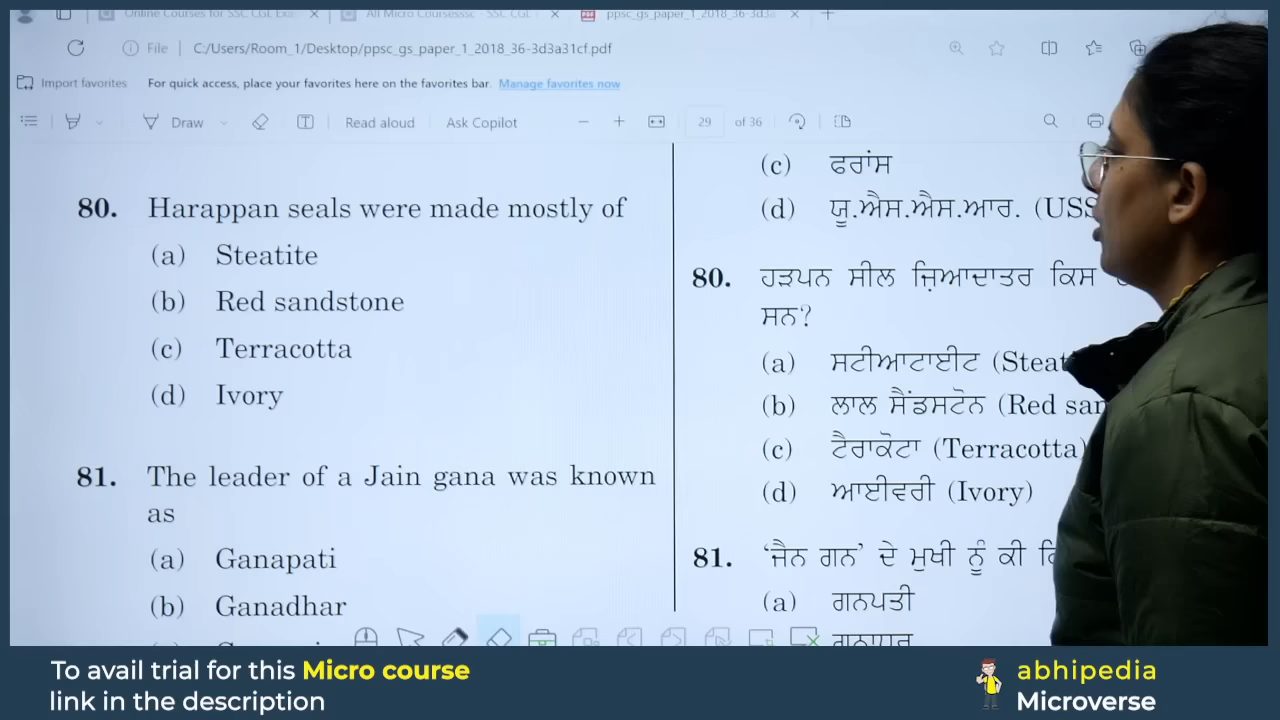 Online Courses for SSC CGL Exa
All Micro Coursesssc - SSC CGL
ppsc_gs_paper_1_2018_36-3d3a
File C:/Users/Room_1/Desktop/ppsc_gs_paper_1_2018_36-3d3a31cf.pdf
Import favorites For quick access, place your favorites here on the favorites bar. Manage favorites now
Draw Read aloud Ask Copilot 29 of 36
80. Harappan seals were made mostly of
(a) Steatite
(b) Red sandstone
(c) Terracotta
(d) Ivory
81. The leader of a Jain gana was known
as
(a) Ganapati
(b) Ganadhar
(c) ਫਰਾਂਸ
(d) ਯੂ.ਐਸ.ਐਸ.ਆਰ. (USS
80. ਹੜਪਨ ਸੀਲ ਜ਼ਿਆਦਾਤਰ ਕਿਸ
ਸਨ?
(a) ਸਟੀਆਟਾਈਟ (Steat
(b) ਲਾਲ ਸੈਂਡਸਟੋਨ (Red san
(c) ਟੈਰਾਕੋਟਾ (Terracotta)
(d) ਆਈਵਰੀ (Ivory)
81. ‘ਜੈਨ ਗਨ’ ਦੇ ਮੁਖੀ ਨੂੰ ਕੀ
(a) ਗਨਪਤੀ
ਗਨਧਾਰ
To avail trial for this Micro course
link in the description
abhipedia
Microverse